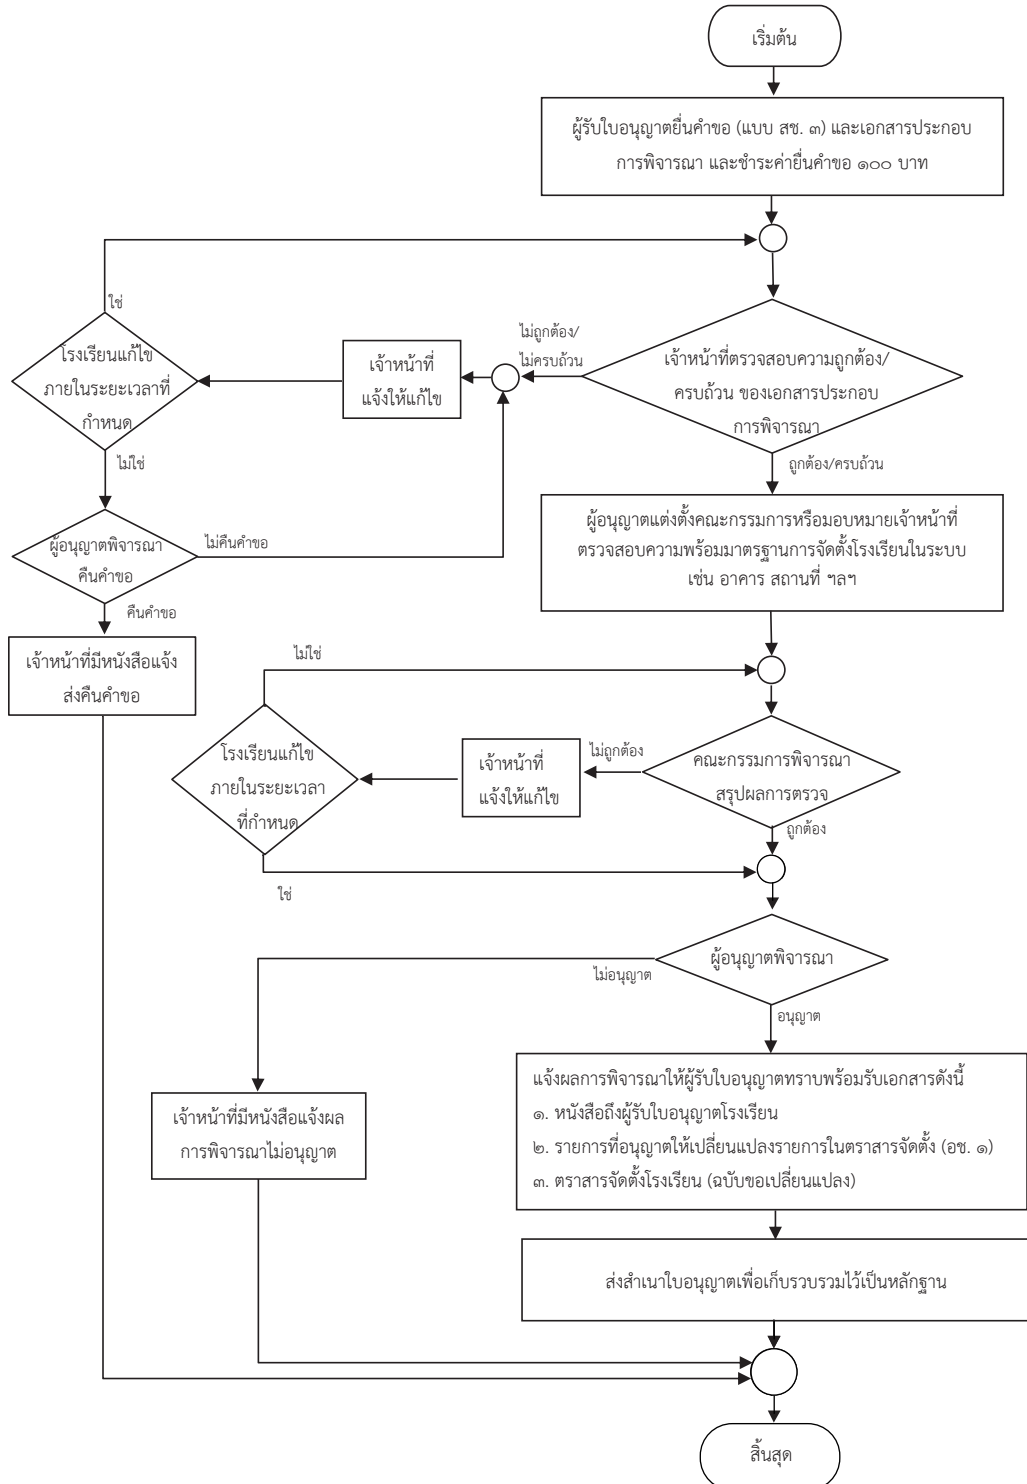 เริ่มต้น
ผู้รับใบอนุญาตยื่นคำขอ (แบบ สช. ๓) และเอกสารประกอบ
การพิจารณา และชำระค่ายื่นคำขอ ๑๐๐ บาท
ใช่
โรงเรียนแก้ไข
ภายในระยะเวลาที่
กำหนด
เจ้าหน้าที่
แจ้งให้แก้ไข
ไม่ถูกต้อง/
ไม่ครบถ้วน
เจ้าหน้าที่ตรวจสอบความถูกต้อง/
ครบถ้วน ของเอกสารประกอบ
การพิจารณา
ไม่ใช่
ถูกต้อง/ครบถ้วน
ผู้อนุญาตพิจารณา
คืนคำขอ
ไม่คืนคำขอ
ผู้อนุญาตแต่งตั้งคณะกรรมการหรือมอบหมายเจ้าหน้าที่
ตรวจสอบความพร้อมมาตรฐานการจัดตั้งโรงเรียนในระบบ
เช่น อาคาร สถานที่ ฯลฯ
คืนคำขอ
เจ้าหน้าที่มีหนังสือแจ้ง
ส่งคืนคำขอ
ไม่ใช่
โรงเรียนแก้ไข
ภายในระยะเวลา
ที่กำหนด
เจ้าหน้าที่
แจ้งให้แก้ไข
ไม่ถูกต้อง
คณะกรรมการพิจารณา
สรุปผลการตรวจ
ถูกต้อง
ใช่
ผู้อนุญาตพิจารณา
ไม่อนุญาต
อนุญาต
เจ้าหน้าที่มีหนังสือแจ้งผล
การพิจารณาไม่อนุญาต
แจ้งผลการพิจารณาให้ผู้รับใบอนุญาตทราบพร้อมรับเอกสารดังนี้
๑. หนังสือถึงผู้รับใบอนุญาตโรงเรียน
๒. รายการที่อนุญาตให้เปลี่ยนแปลงรายการในตราสารจัดตั้ง (อช. ๑)
๓. ตราสารจัดตั้งโรงเรียน (ฉบับขอเปลี่ยนแปลง)
ส่งสำเนาใบอนุญาตเพื่อเก็บรวบรวมไว้เป็นหลักฐาน
สิ้นสุด